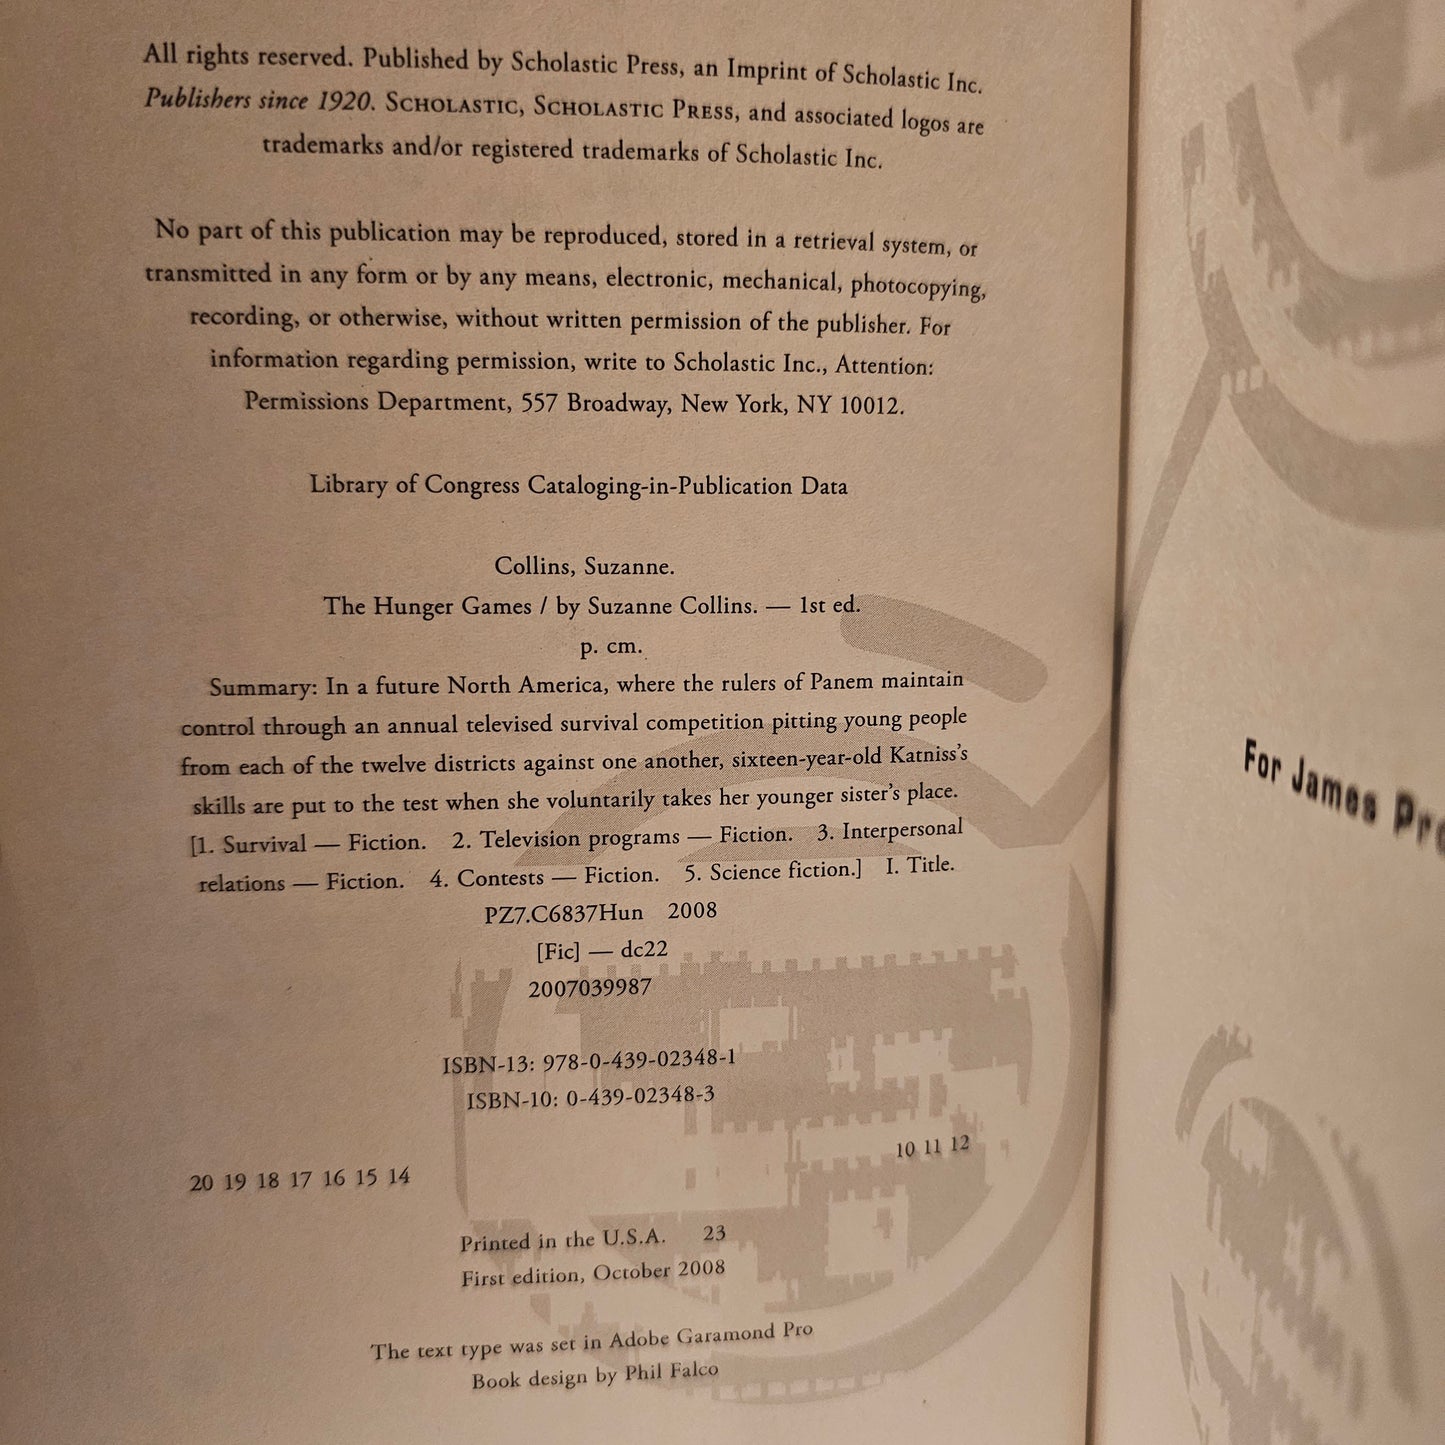 All rights reserved. Published by Scholastic Press, an Imprint of Scholastic Inc.
Publishers since 1920. SCHOLASTIC, SCHOLASTIC PRESS, and associated logos are
trademarks and/or registered trademarks of Scholastic Inc.
No part of this publication may be reproduced, stored in a retrieval system, or
transmitted in any form or by any means, electronic, mechanical, photocopying,
recording, or otherwise, without written permission of the publisher. For
information regarding permission, write to Scholastic Inc., Attention:
Permissions Department, 557 Broadway, New York, NY 10012.
Library of Congress Cataloging-in-Publication Data
Collins, Suzanne.
The Hunger Games / by Suzanne Collins. — 1st ed.
p. cm.
Summary: In a future North America, where the rulers of Panem maintain
control through an annual televised survival competition pitting young people
from each of the twelve districts against one another, sixteen-year-old Katniss's
skills are put to the test when she voluntarily takes her younger sister's place.
[1. Survival — Fiction. 2. Television programs — Fiction. 3. Interpersonal
relations — Fiction. 4. Contests — Fiction. 5. Science fiction.] I. Title.
PZ7.C6837Hun 2008
[Fic] — dc22
2007039987
ISBN-13: 978-0-439-02348-1
ISBN-10: 0-439-02348-3
20 19 18 17 16 15 14 10 11 12
Printed in the U.S.A. 23
First edition, October 2008
The text type was set in Adobe Garamond Pro
Book design by Phil Falco
For James